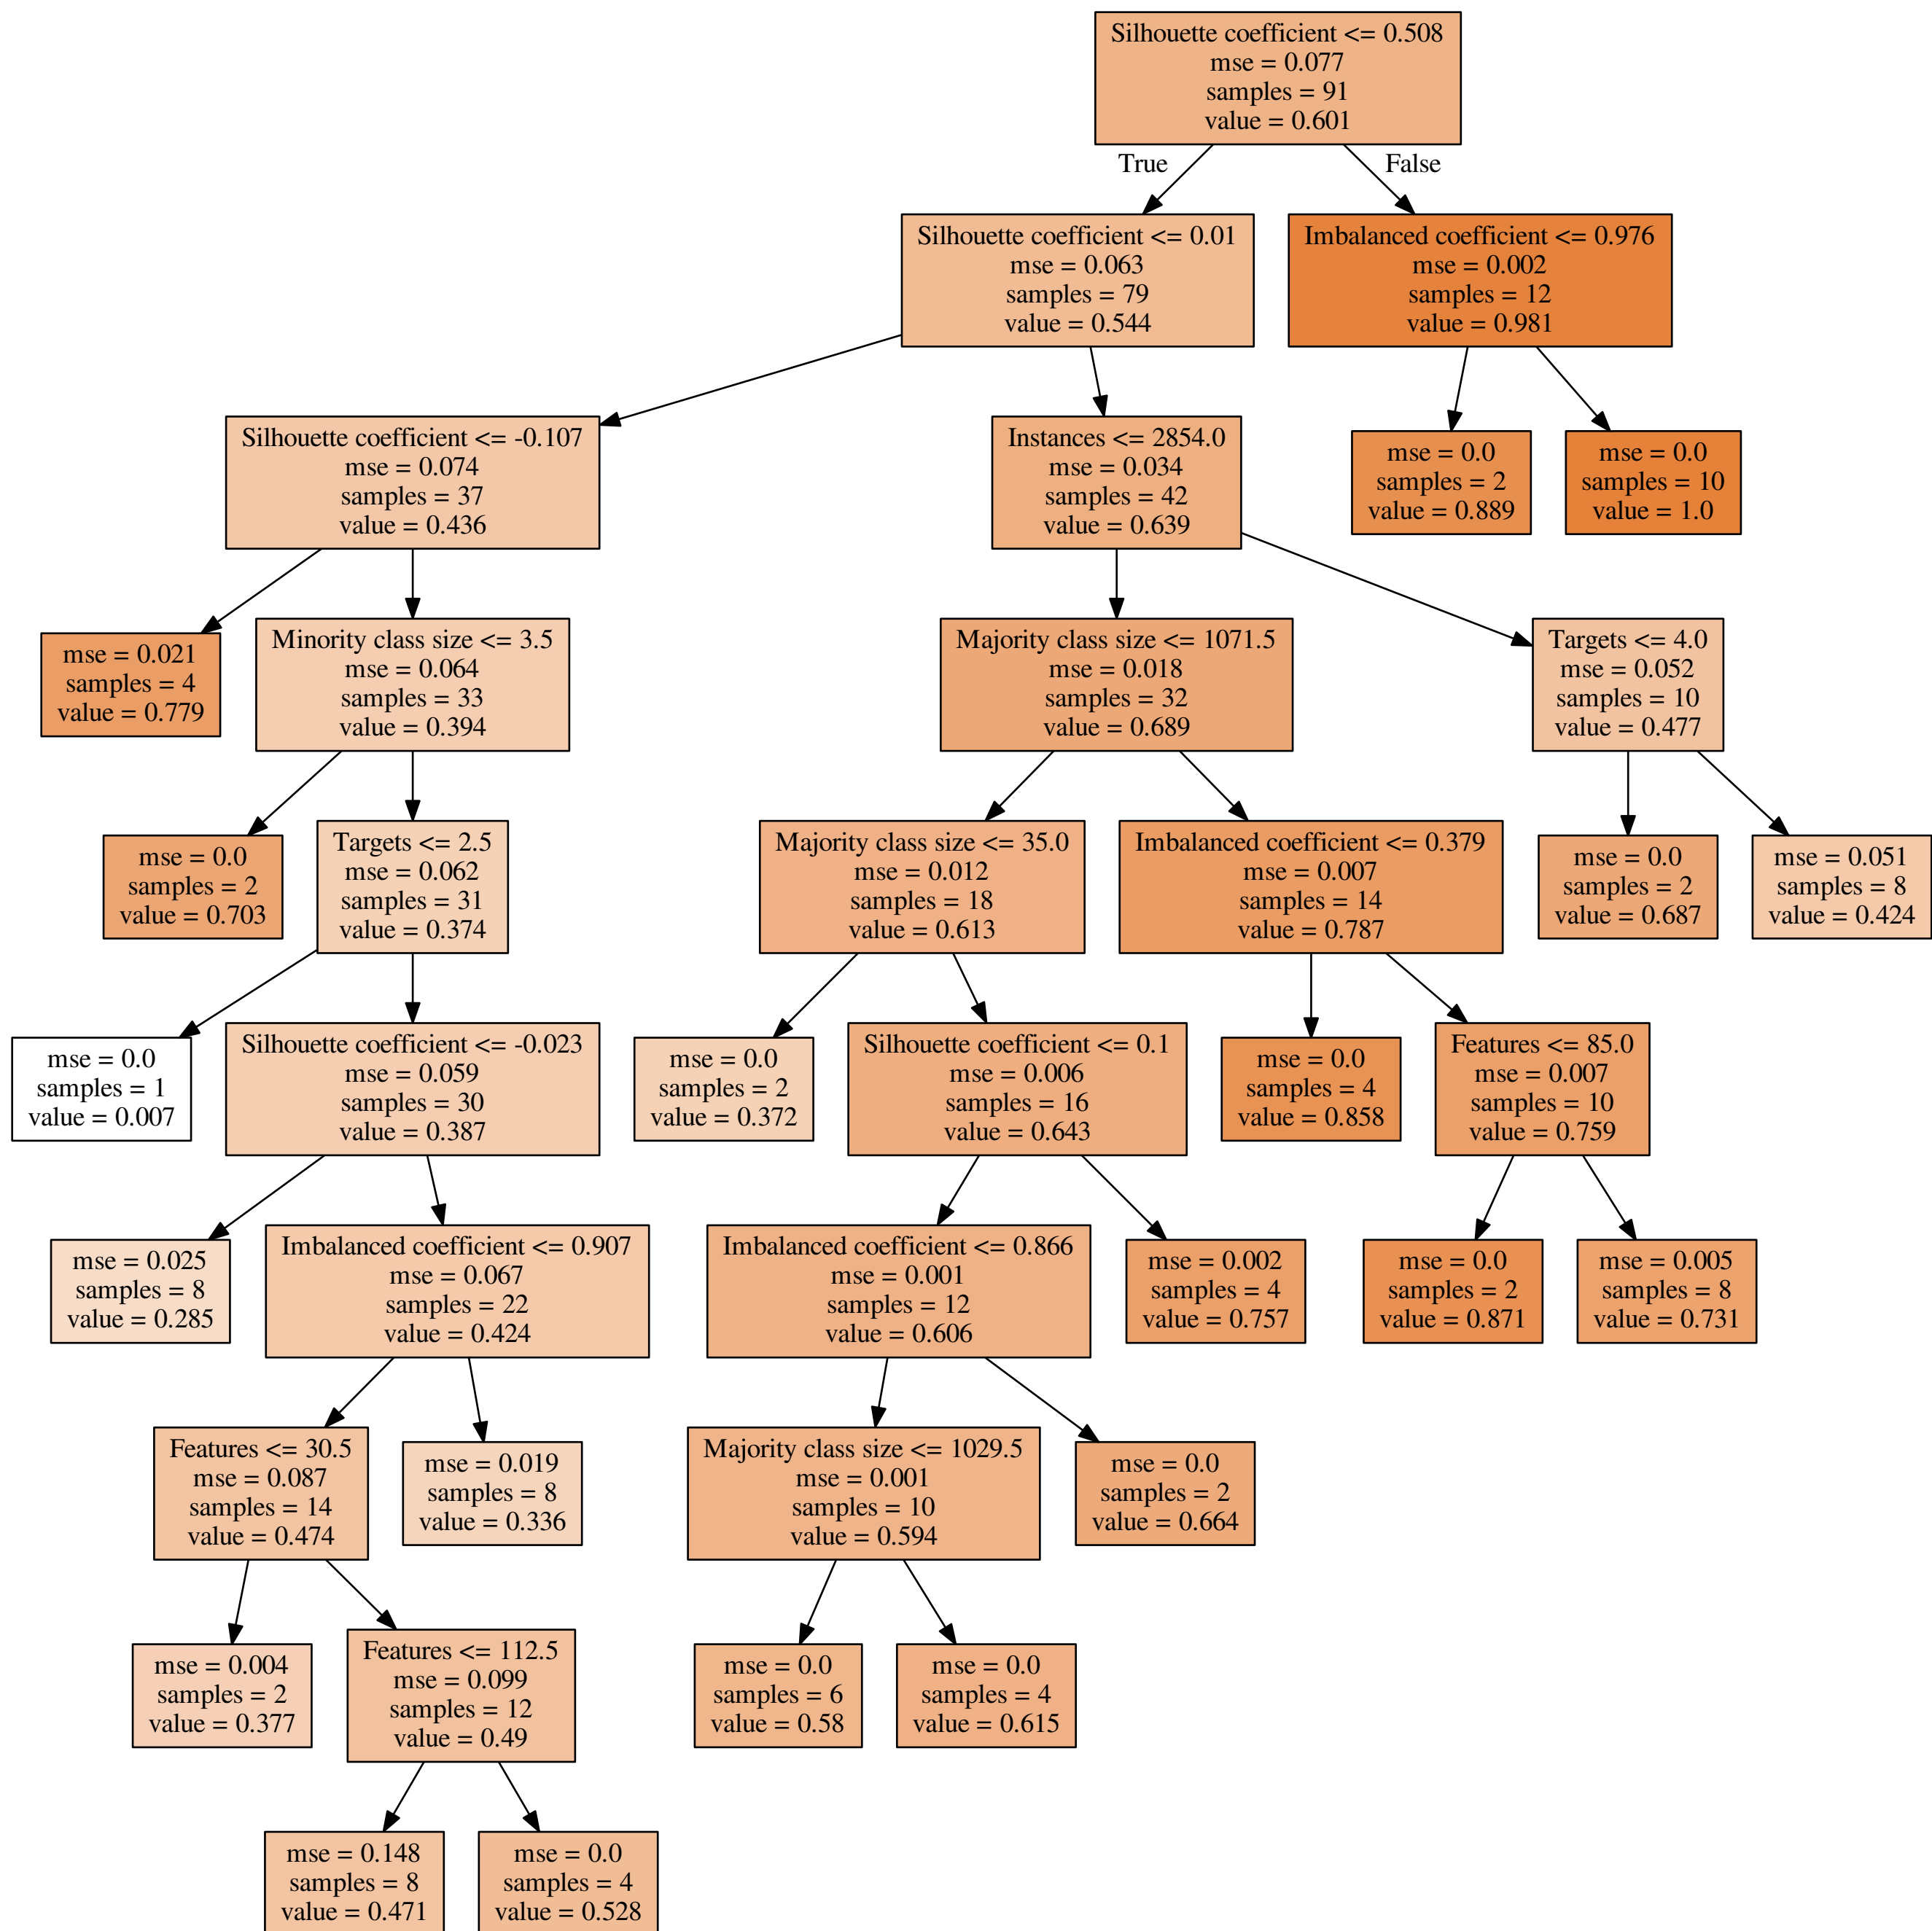 Silhouette coefficient <= 0.508
mse = 0.077
samples = 91
value = 0.601
True
False
Silhouette coefficient <= 0.01
mse = 0.063
samples = 79
value = 0.544
Imbalanced coefficient <= 0.976
mse = 0.002
samples = 12
value = 0.981
Silhouette coefficient <= -0.107
mse = 0.074
samples = 37
value = 0.436
Instances <= 2854.0
mse = 0.034
samples = 42
value = 0.639
mse = 0.0
samples = 2
value = 0.889
mse = 0.0
samples = 10
value = 1.0
mse = 0.021
samples = 4
value = 0.779
Minority class size <= 3.5
mse = 0.064
samples = 33
value = 0.394
Majority class size <= 1071.5
mse = 0.018
samples = 32
value = 0.689
Targets <= 4.0
mse = 0.052
samples = 10
value = 0.477
mse = 0.0
samples = 2
value = 0.703
Targets <= 2.5
mse = 0.062
samples = 31
value = 0.374
Majority class size <= 35.0
mse = 0.012
samples = 18
value = 0.613
Imbalanced coefficient <= 0.379
mse = 0.007
samples = 14
value = 0.787
mse = 0.0
samples = 2
value = 0.687
mse = 0.051
samples = 8
value = 0.424
mse = 0.0
samples = 1
value = 0.007
Silhouette coefficient <= -0.023
mse = 0.059
samples = 30
value = 0.387
mse = 0.0
samples = 2
value = 0.372
Silhouette coefficient <= 0.1
mse = 0.006
samples = 16
value = 0.643
mse = 0.0
samples = 4
value = 0.858
Features <= 85.0
mse = 0.007
samples = 10
value = 0.759
mse = 0.025
samples = 8
value = 0.285
Imbalanced coefficient <= 0.907
mse = 0.067
samples = 22
value = 0.424
Imbalanced coefficient <= 0.866
mse = 0.001
samples = 12
value = 0.606
mse = 0.002
samples = 4
value = 0.757
mse = 0.0
samples = 2
value = 0.871
mse = 0.005
samples = 8
value = 0.731
Features <= 30.5
mse = 0.087
samples = 14
value = 0.474
mse = 0.019
samples = 8
value = 0.336
Majority class size <= 1029.5
mse = 0.001
samples = 10
value = 0.594
mse = 0.0
samples = 2
value = 0.664
mse = 0.004
samples = 2
value = 0.377
Features <= 112.5
mse = 0.099
samples = 12
value = 0.49
mse = 0.0
samples = 6
value = 0.58
mse = 0.0
samples = 4
value = 0.615
mse = 0.148
samples = 8
value = 0.471
mse = 0.0
samples = 4
value = 0.528